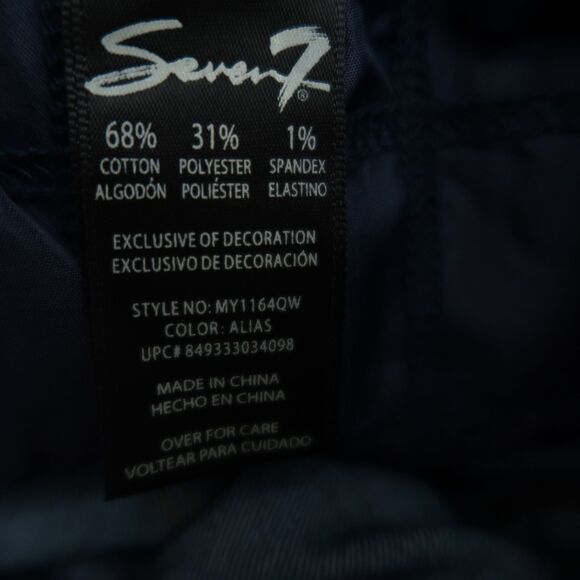 Seven7®
68% 31% 1%
COTTON POLYESTER SPANDEX
ALGODÓN POLIÉSTER ELASTINO
EXCLUSIVE OF DECORATION
EXCLUSIVO DE DECORACIÓN
STYLE NO: MY1164QW
COLOR: ALIAS
UPC# 849333034098
MADE IN CHINA
HECHO EN CHINA
OVER FOR CARE
VOLTEAR PARA CUIDADO